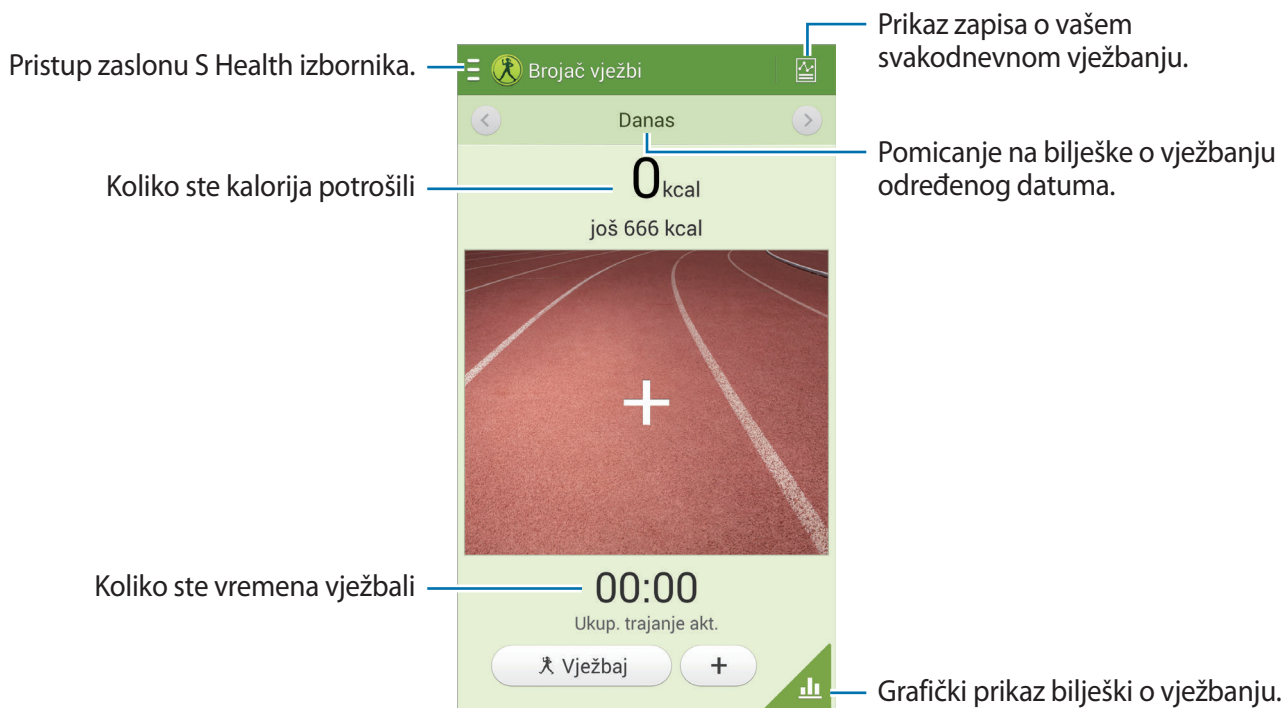 Prikaz zapisa o vašem
svakodnevnom vježbanju.
Pristup zaslonu S Health izbornika.
Brojač vježbi
Danas
Pomicanje na bilješke o vježbanju
određenog datuma.
Koliko ste kalorija potrošili
0 kcal
još 666 kcal
Koliko ste vremena vježbali
00:00
Ukup. trajanje akt.
Vježbaj
+
Grafički prikaz bilješki o vježbanju.